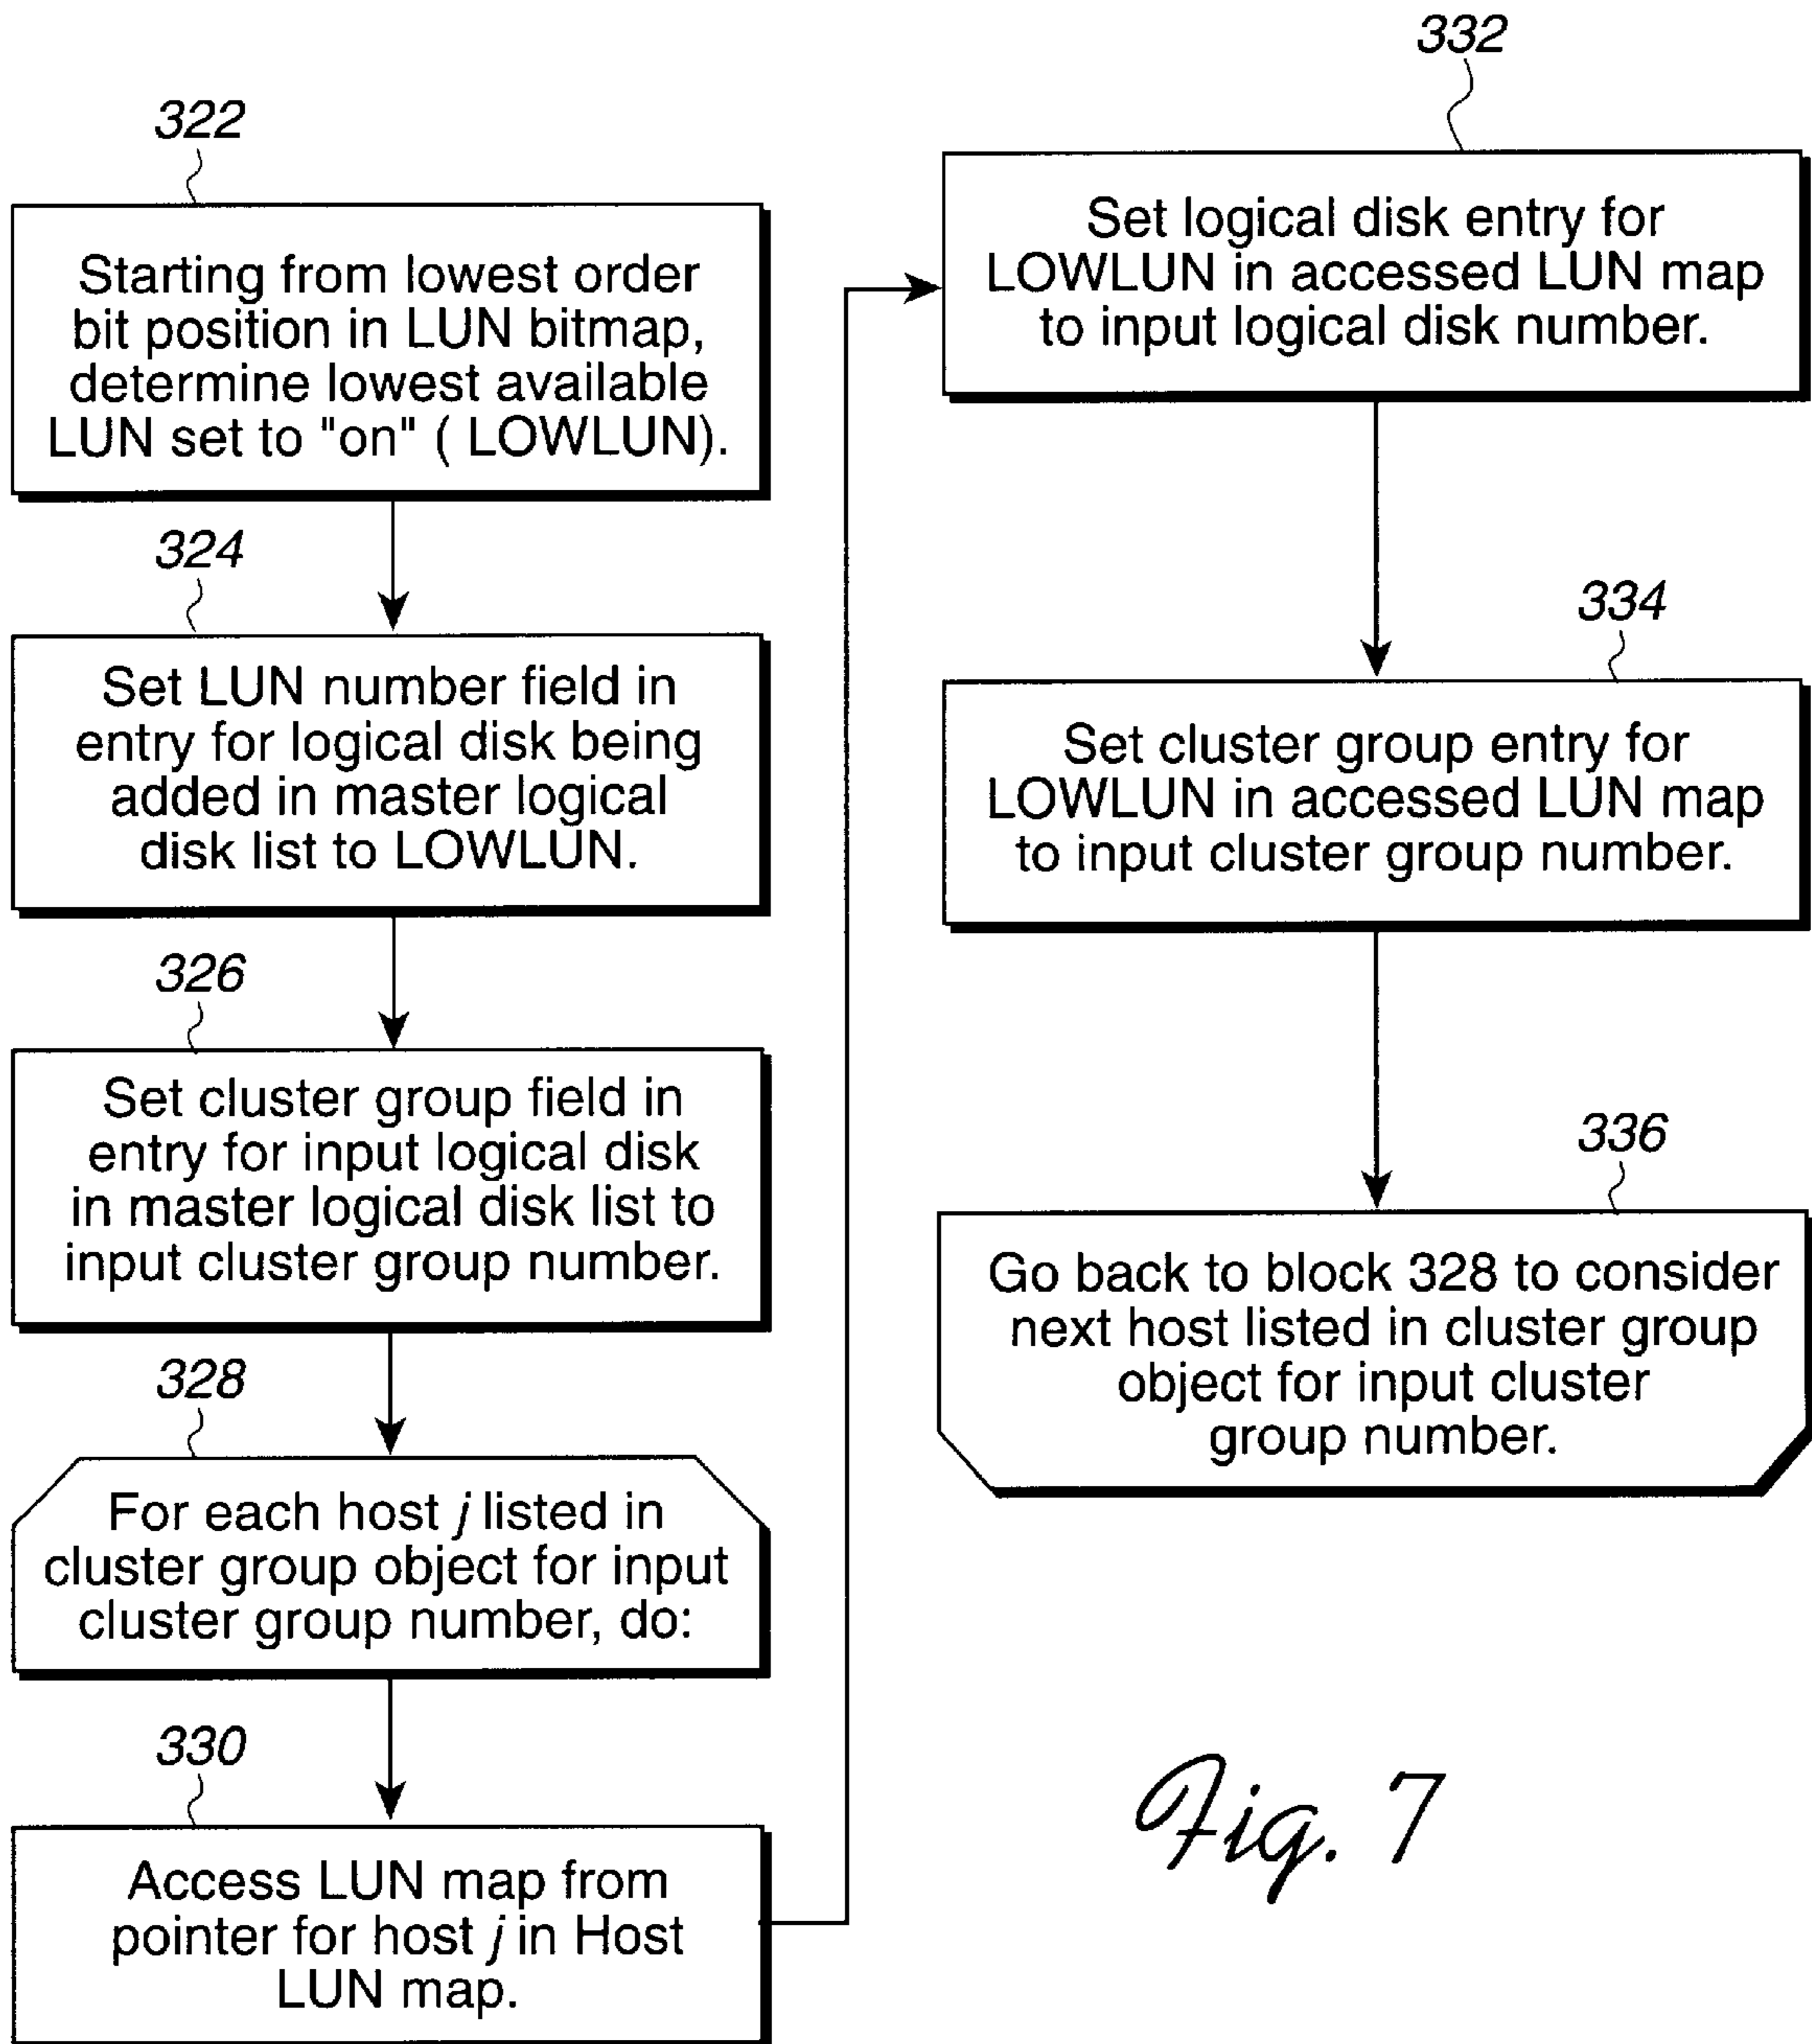 322
Starting from lowest order
bit position in LUN bitmap,
determine lowest available
LUN set to "on" ( LOWLUN).
324
Set LUN number field in
entry for logical disk being
added in master logical
disk list to LOWLUN.
326
Set cluster group field in
entry for input logical disk
in master logical disk list to
input cluster group number.
328
For each host j listed in
cluster group object for input
cluster group number, do:
330
Access LUN map from
pointer for host j in Host
LUN map.
332
Set logical disk entry for
LOWLUN in accessed LUN map
to input logical disk number.
334
Set cluster group entry for
LOWLUN in accessed LUN map
to input cluster group number.
336
Go back to block 328 to consider
next host listed in cluster group
object for input cluster
group number.
Fig. 7